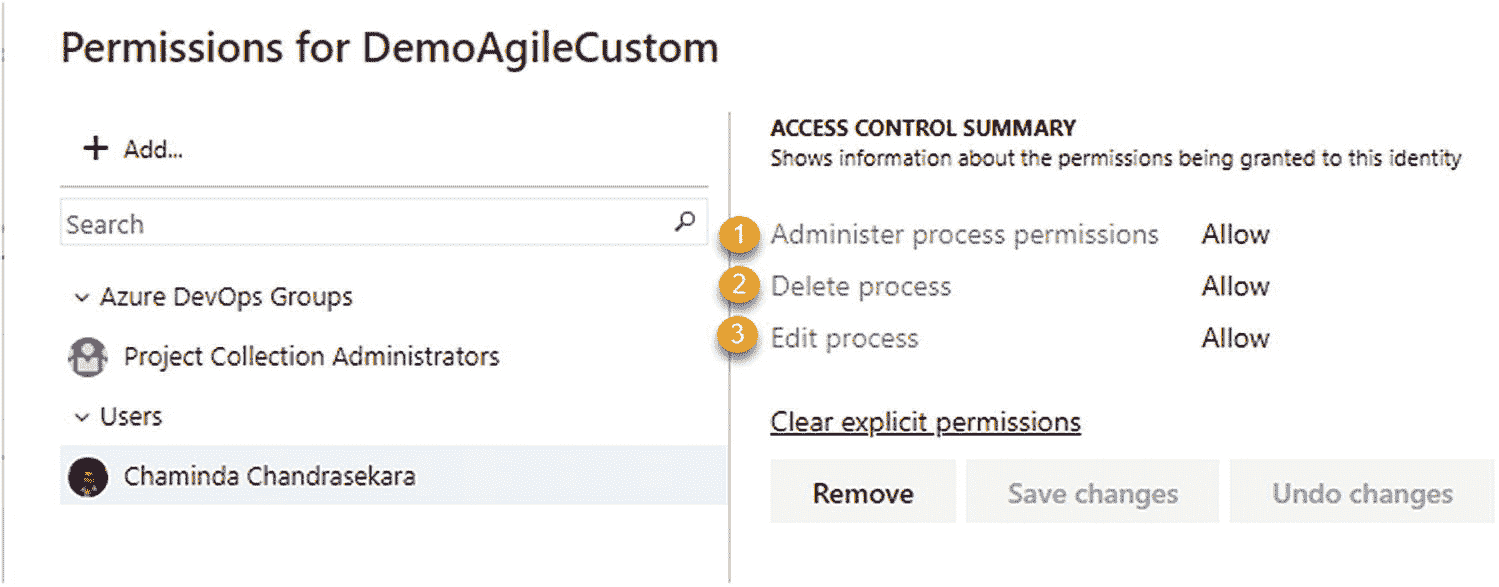 Permissions for DemoAgileCustom
+ Add...
Search
Azure DevOps Groups
Project Collection Administrators
Users
Chaminda Chandrasekara
ACCESS CONTROL SUMMARY
Shows information about the permissions being granted to this identity
1 Administer process permissions Allow
2 Delete process Allow
3 Edit process Allow
Clear explicit permissions
Remove Save changes Undo changes